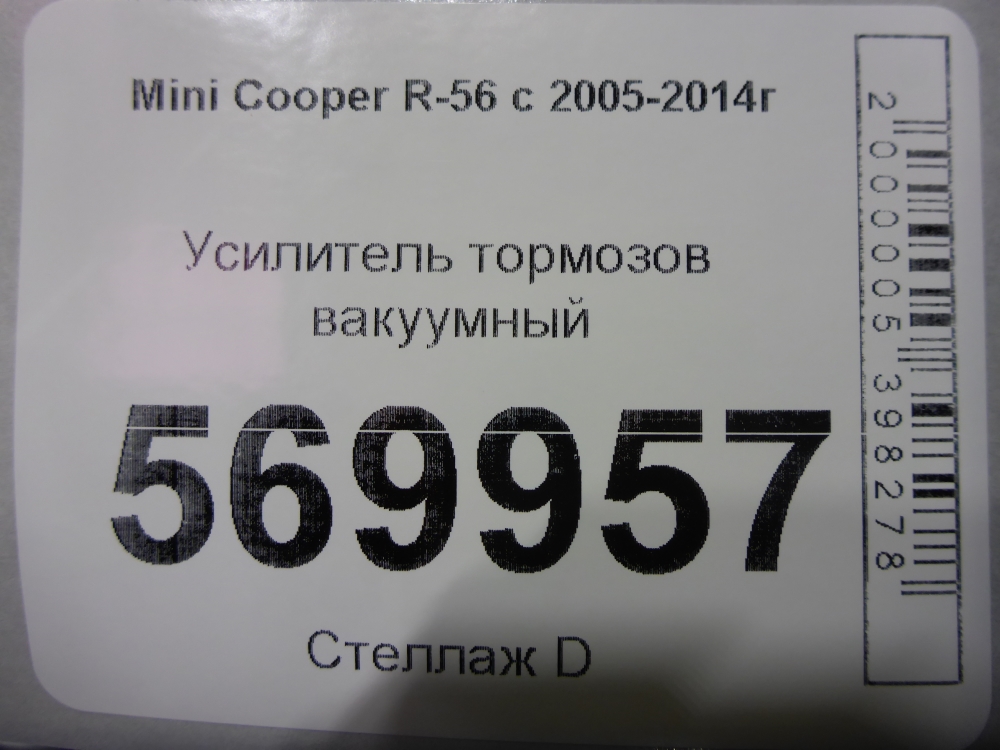 Mini Cooper R-56 с 2005-2014г
Усилитель тормозов
вакуумный
569957
Стеллаж D
2000005398278